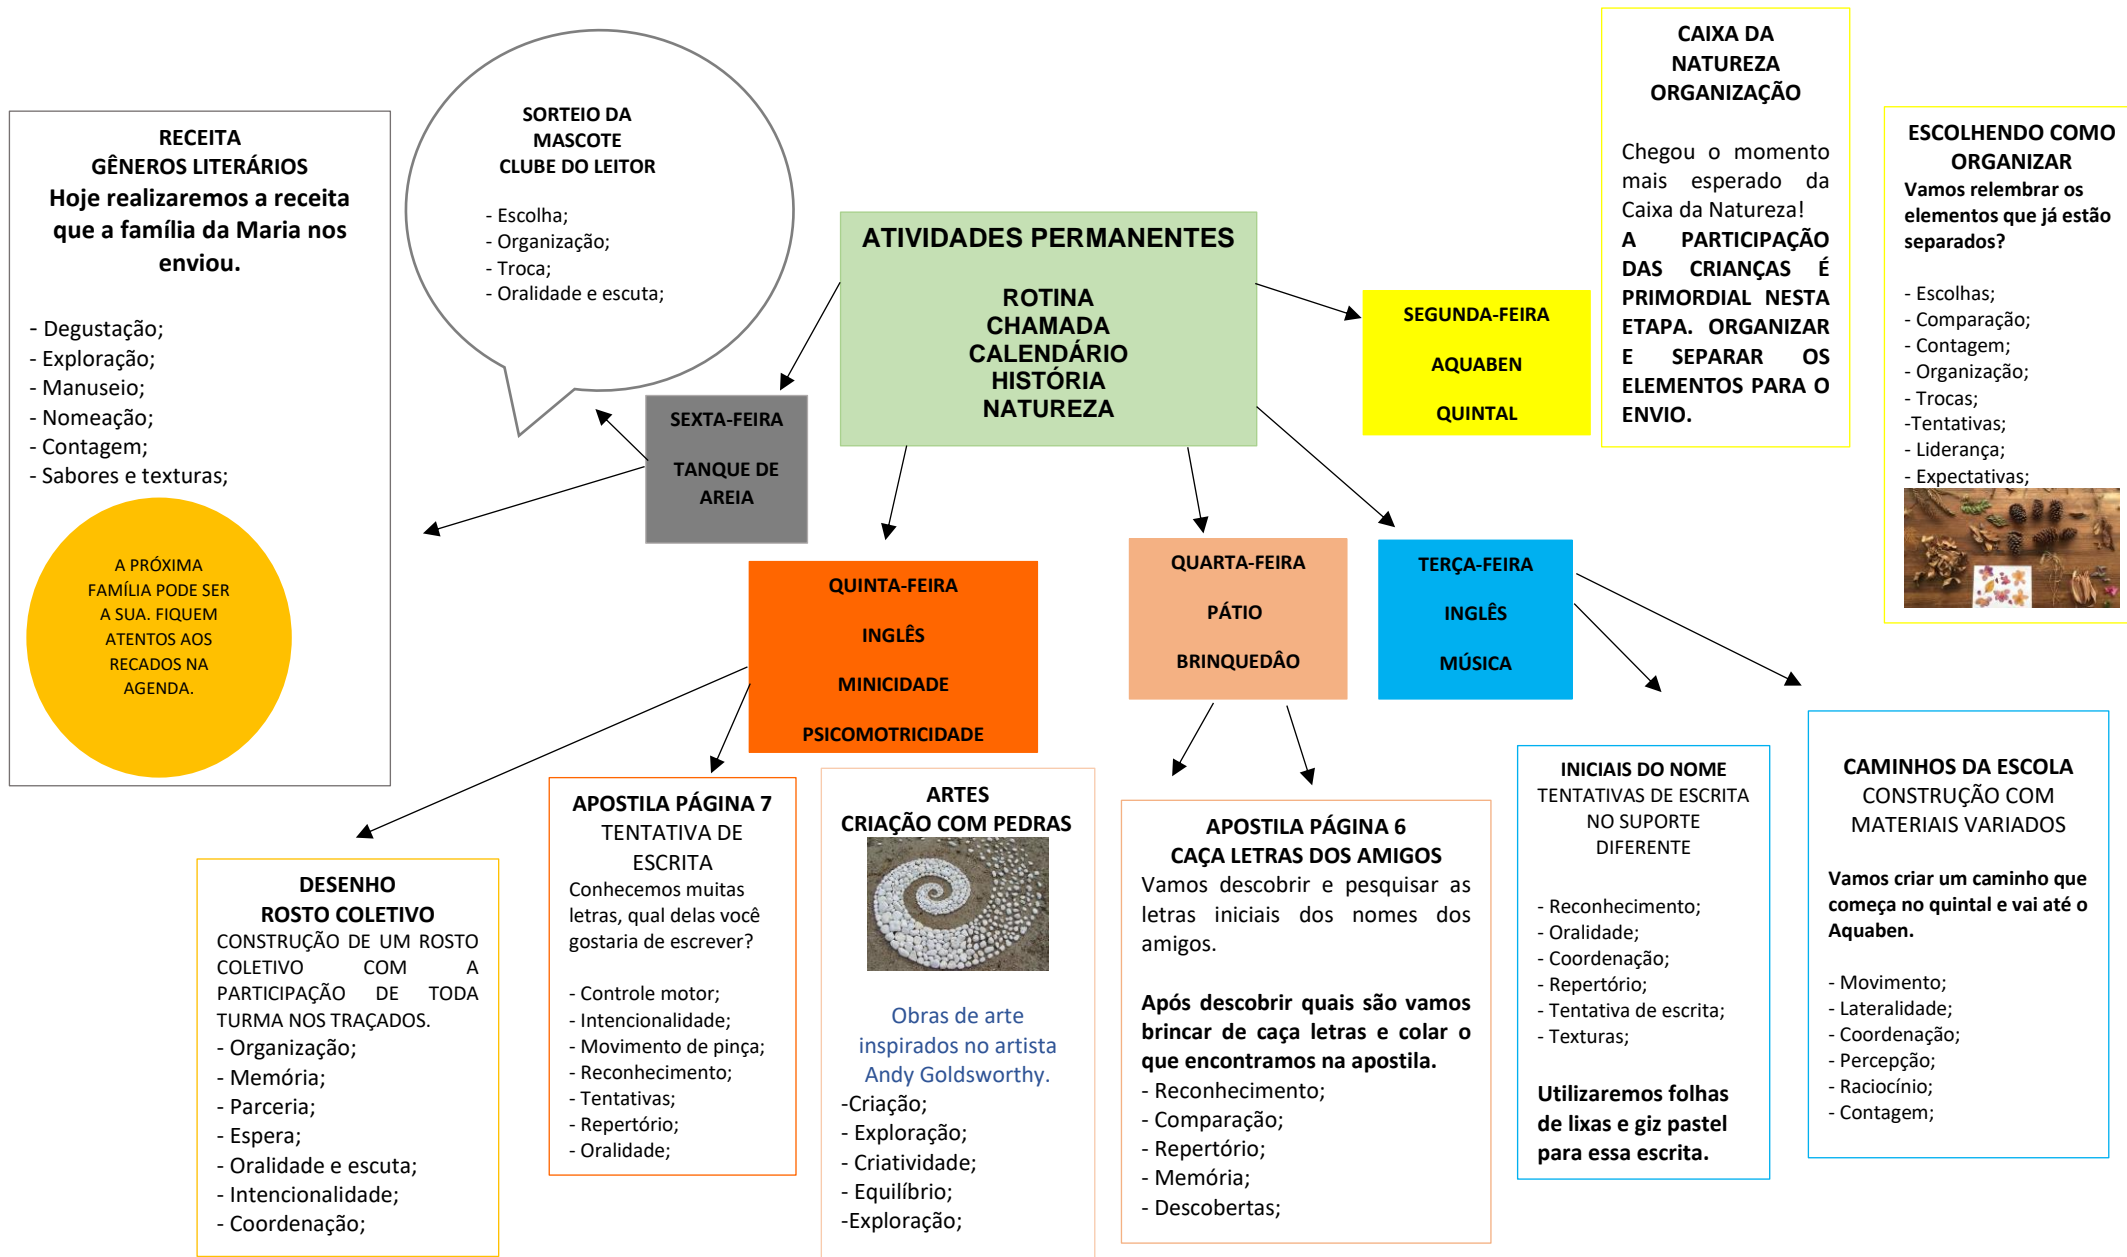 RECEITA
GÊNEROS LITERÁRIOS
Hoje realizaremos a receita
que a família da Maria nos
enviou.
- Degustação;
- Exploração;
- Manuseio;
- Nomeação;
- Contagem;
- Sabores e texturas;
A PRÓXIMA
FAMÍLIA PODE SER
A SUA. FIQUEM
ATENTOS AOS
RECADOS NA
AGENDA.
SORTEIO DA
MASCOTE
CLUBE DO LEITOR
- Escolha;
- Organização;
- Troca;
- Oralidade e escuta;
ATIVIDADES PERMANENTES
ROTINA
CHAMADA
CALENDÁRIO
HISTÓRIA
NATUREZA
SEGUNDA-FEIRA
AQUABEN
QUINTAL
CAIXA DA
NATUREZA
ORGANIZAÇÃO
Chegou o momento
mais esperado da
Caixa da Natureza!
A PARTICIPAÇÃO
DAS CRIANÇAS É
PRIMORDIAL NESTA
ETAPA. ORGANIZAR
E SEPARAR OS
ELEMENTOS PARA O
ENVIO.
ESCOLHENDO COMO
ORGANIZAR
Vamos relembrar os
elementos que já estão
separados?
- Escolhas;
- Comparação;
- Contagem;
- Organização;
- Trocas;
-Tentativas;
- Liderança;
- Expectativas;
SEXTA-FEIRA
TANQUE DE
AREIA
QUINTA-FEIRA
INGLÊS
MINICIDADE
PSICOMOTRICIDADE
QUARTA-FEIRA
PÁTIO
BRINQUEDÂO
TERÇA-FEIRA
INGLÊS
MÚSICA
DESENHO
ROSTO COLETIVO
CONSTRUÇÃO DE UM ROSTO
COLETIVO COM A
PARTICIPAÇÃO DE TODA
TURMA NOS TRAÇADOS.
- Organização;
- Memória;
- Parceria;
- Espera;
- Oralidade e escuta;
- Intencionalidade;
- Coordenação;
APOSTILA PÁGINA 7
TENTATIVA DE
ESCRITA
Conhecemos muitas
letras, qual delas você
gostaria de escrever?
- Controle motor;
- Intencionalidade;
- Movimento de pinça;
- Reconhecimento;
- Tentativas;
- Repertório;
- Oralidade;
ARTES
CRIAÇÃO COM PEDRAS
Obras de arte
inspirados no artista
Andy Goldsworthy.
-Criação;
- Exploração;
- Criatividade;
- Equilíbrio;
-Exploração;
APOSTILA PÁGINA 6
CAÇA LETRAS DOS AMIGOS
Vamos descobrir e pesquisar as
letras iniciais dos nomes dos
amigos.
Após descobrir quais são vamos
brincar de caça letras e colar o
que encontramos na apostila.
- Reconhecimento;
- Comparação;
- Repertório;
- Memória;
- Descobertas;
INICIAIS DO NOME
TENTATIVAS DE ESCRITA
NO SUPORTE
DIFERENTE
- Reconhecimento;
- Oralidade;
- Coordenação;
- Repertório;
- Tentativa de escrita;
- Texturas;
Utilizaremos folhas
de lixas e giz pastel
para essa escrita.
CAMINHOS DA ESCOLA
CONSTRUÇÃO COM
MATERIAIS VARIADOS
Vamos criar um caminho que
começa no quintal e vai até o
Aquaben.
- Movimento;
- Lateralidade;
- Coordenação;
- Percepção;
- Raciocínio;
- Contagem;